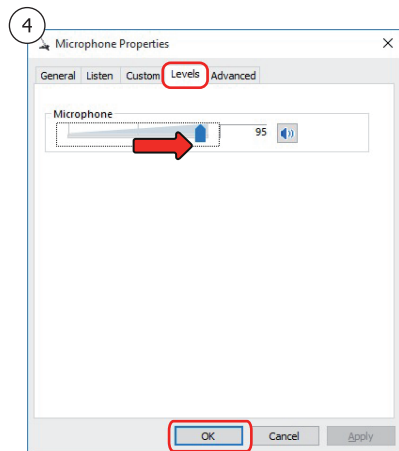 4
Microphone Properties
General Listen Custom Levels Advanced
Microphone
95
OK Cancel Apply